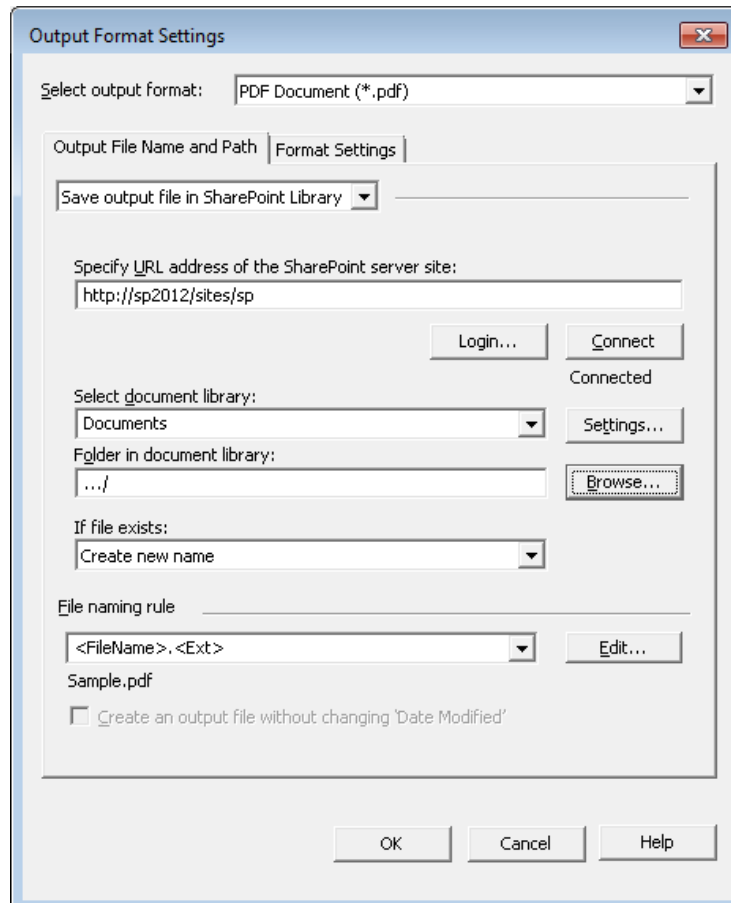 Output Format Settings
Select output format: PDF Document (*.pdf)
Output File Name and Path Format Settings
Save output file in SharePoint Library
Specify URL address of the SharePoint server site:
http://sp2012/sites/sp
Login... Connect
Connected
Select document library:
Documents Settings...
Folder in document library:
.../ Browse...
If file exists:
Create new name
File naming rule
<FileName>.<Ext> Edit...
Sample.pdf
Create an output file without changing 'Date Modified'
OK Cancel Help